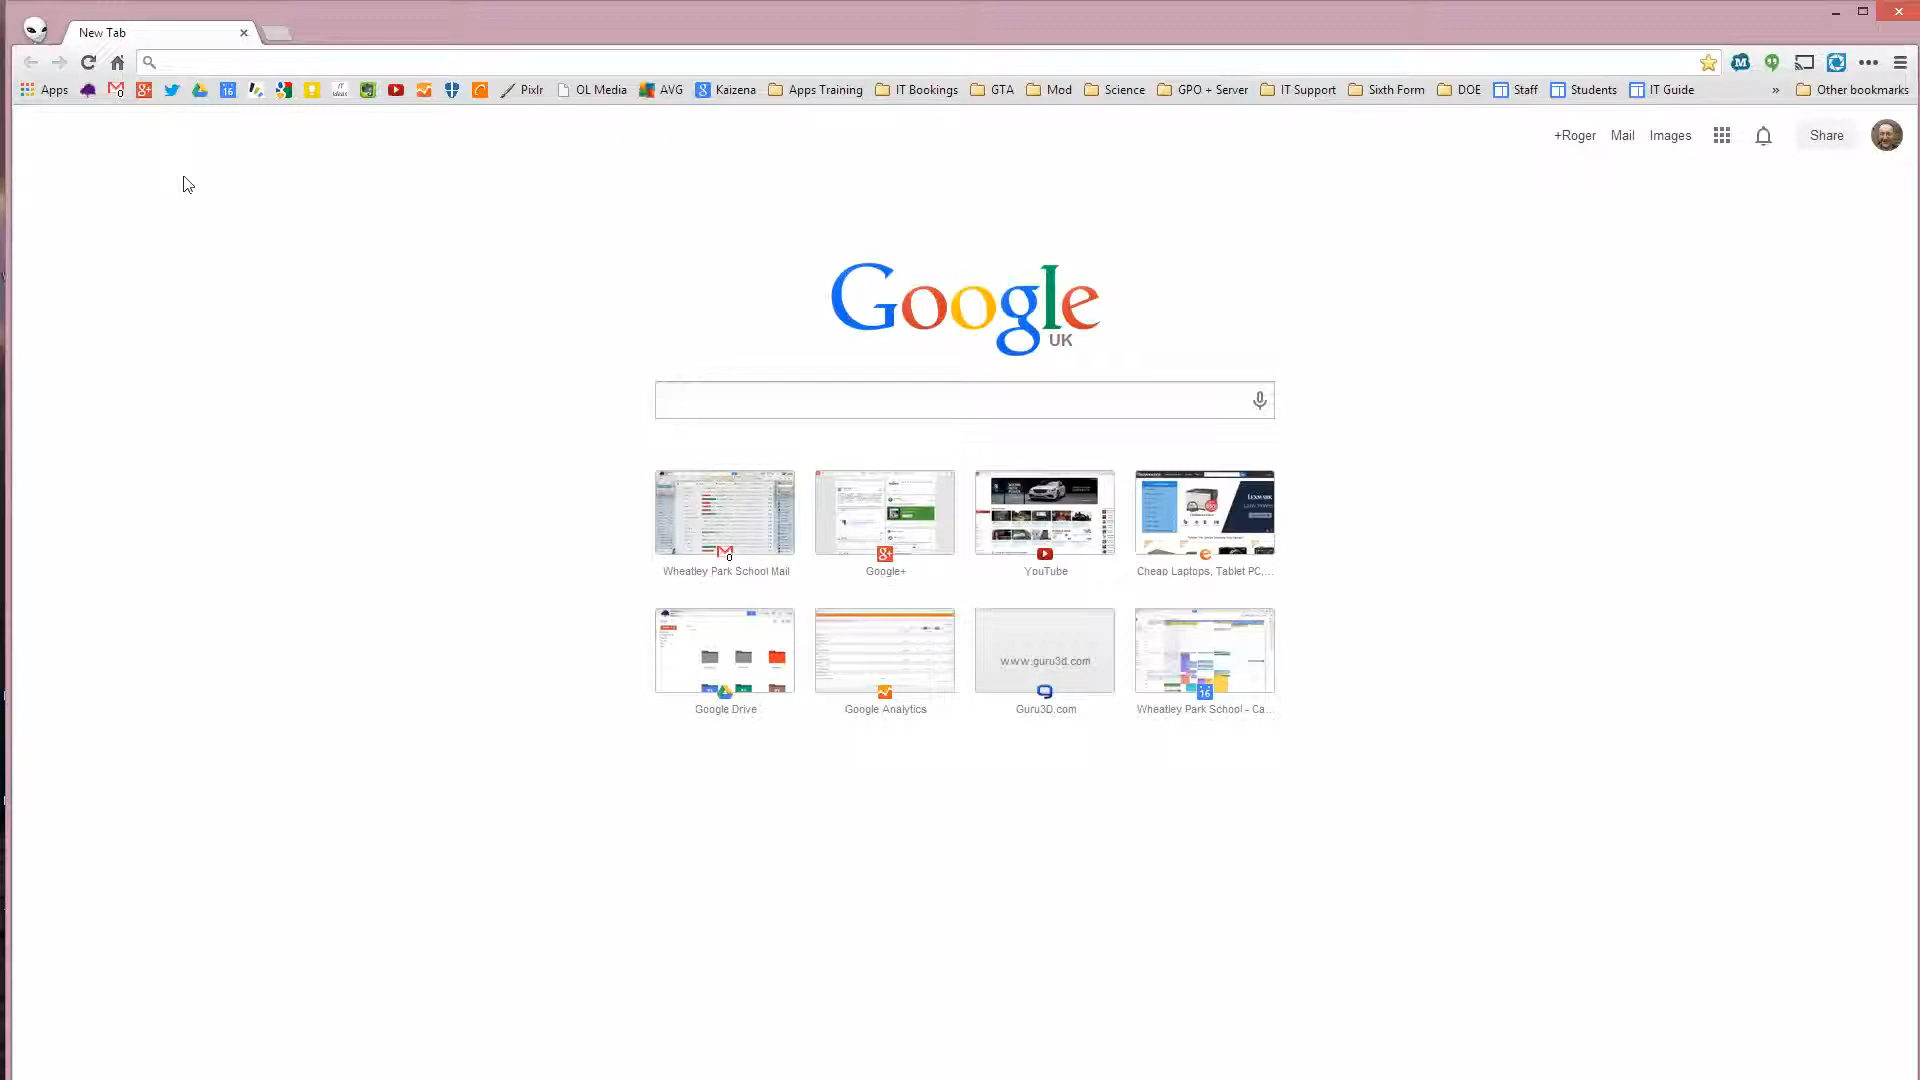 New Tab
Apps Pixlr OL Media AVG Kaizena Apps Training IT Bookings GTA Mod Science GPO + Server IT Support Sixth Form DOE Staff Students IT Guide » Other bookmarks
+Roger Mail Images Share
Google
UK
Wheatley Park School Mail Google+ YouTube Cheap Laptops, Tablet PC,...
www.guru3d.com
16
Google Drive Google Analytics Guru3D.com Wheatley Park School - Ca...